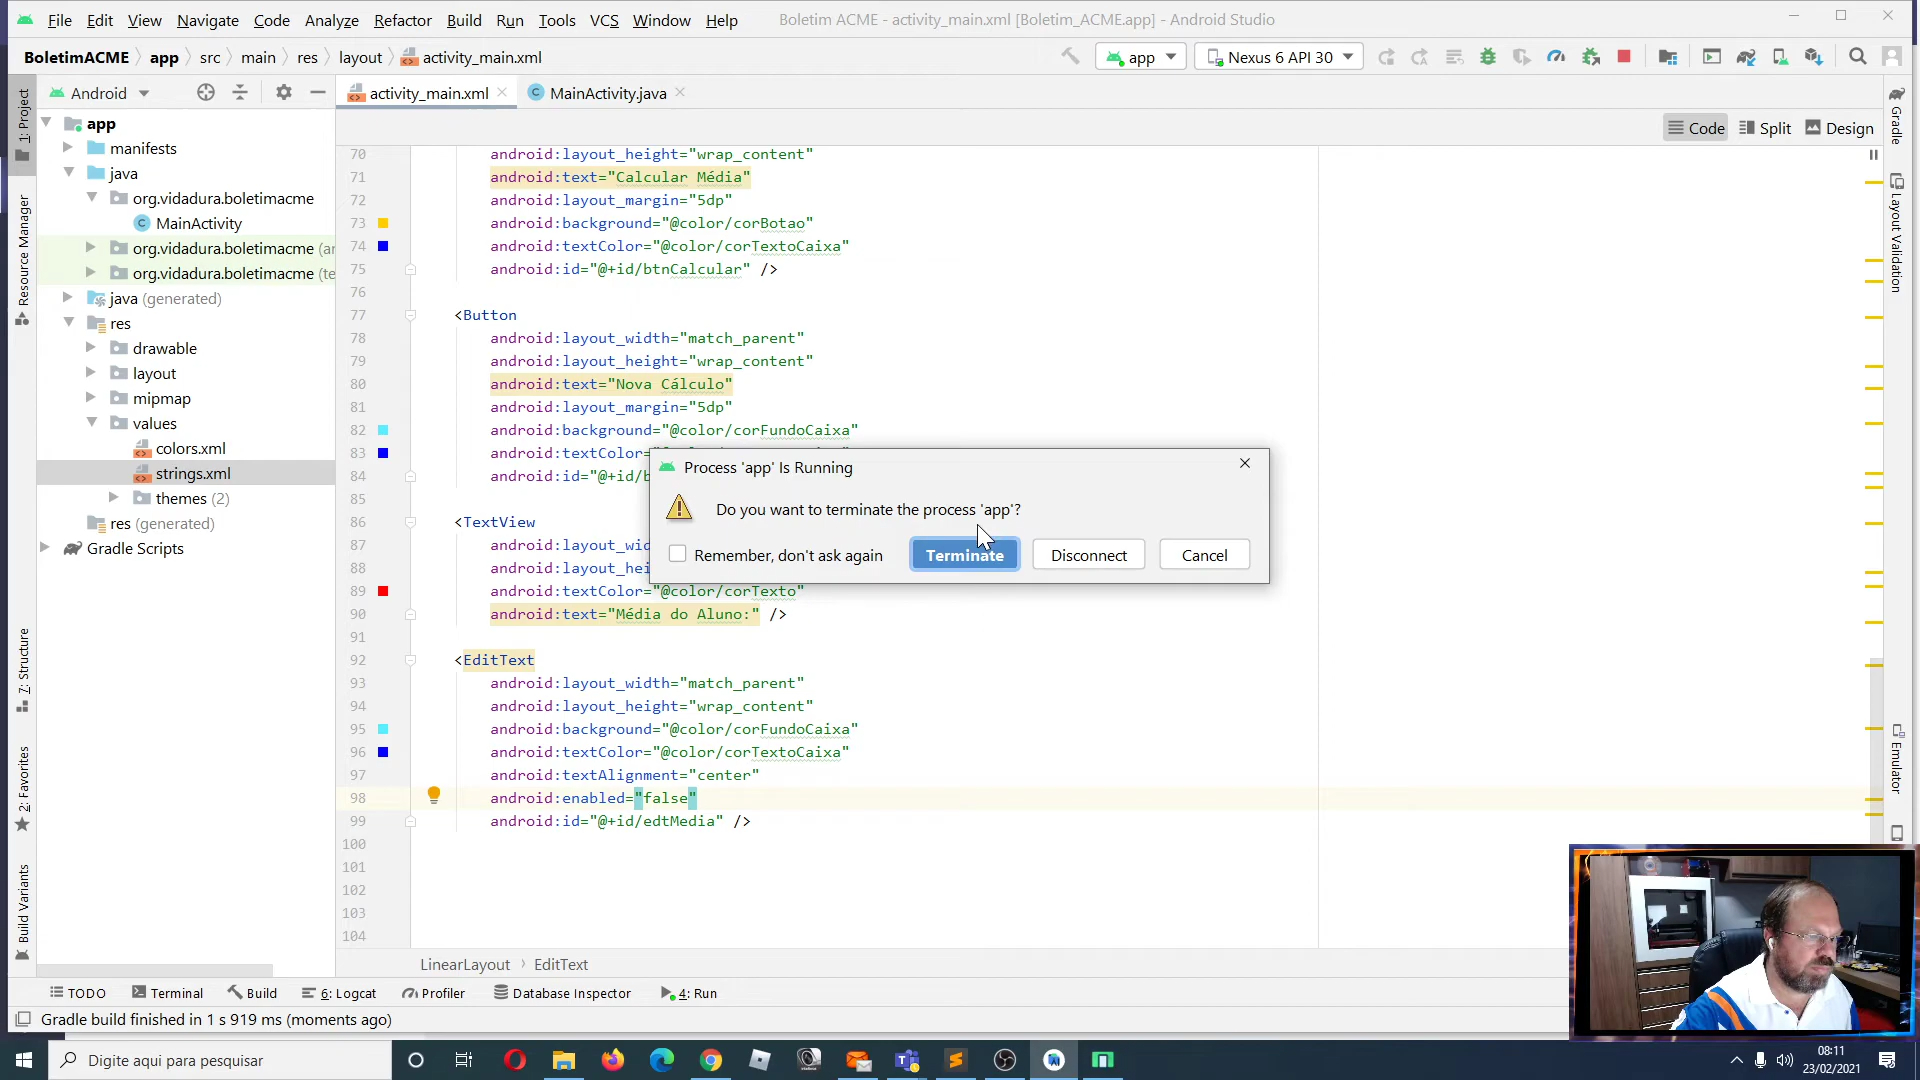 File Edit View Navigate Code Analyze Refactor Build Run Tools VCS Window Help Boletim ACME - activity_main.xml [Boletim_ACME.app] - Android Studio
BoletimACME app src main res layout activity_main.xml app Nexus 6 API 30
Android activity_main.xml MainActivity.java
Code Split Design
1: Project
Resource Manager
7: Structure
2: Favorites
Build Variants
app
manifests
java
org.vidadura.boletimacme
MainActivity
org.vidadura.boletimacme (ar
org.vidadura.boletimacme (te
java (generated)
res
drawable
layout
mipmap
values
colors.xml
strings.xml
themes (2)
res (generated)
Gradle Scripts
70 android:layout_height="wrap_content"
71 android:text="Calcular Média"
72 android:layout_margin="5dp"
73 android:background="@color/corBotao"
74 android:textColor="@color/corTextoCaixa"
75 android:id="@+id/btnCalcular" />
76
77 <Button
78 android:layout_width="match_parent"
79 android:layout_height="wrap_content"
80 android:text="Nova Cálculo"
81 android:layout_margin="5dp"
82 android:background="@color/corFundoCaixa"
83 android:textColor=
84 android:id="@+id/b
85
86 <TextView
87 android:layout_wid
88 android:layout_hei
89 android:textColor="@color/corTexto"
90 android:text="Média do Aluno:" />
91
92 <EditText
93 android:layout_width="match_parent"
94 android:layout_height="wrap_content"
95 android:background="@color/corFundoCaixa"
96 android:textColor="@color/corTextoCaixa"
97 android:textAlignment="center"
98 android:enabled="false"
99 android:id="@+id/edtMedia" />
100
101
102
103
104
Process 'app' Is Running
Do you want to terminate the process 'app'?
Remember, don't ask again Terminate Disconnect Cancel
Gradle
Layout Validation
Emulator
LinearLayout EditText
TODO Terminal Build 6: Logcat Profiler Database Inspector 4: Run
Gradle build finished in 1 s 919 ms (moments ago)
Digite aqui para pesquisar
08:11
23/02/2021